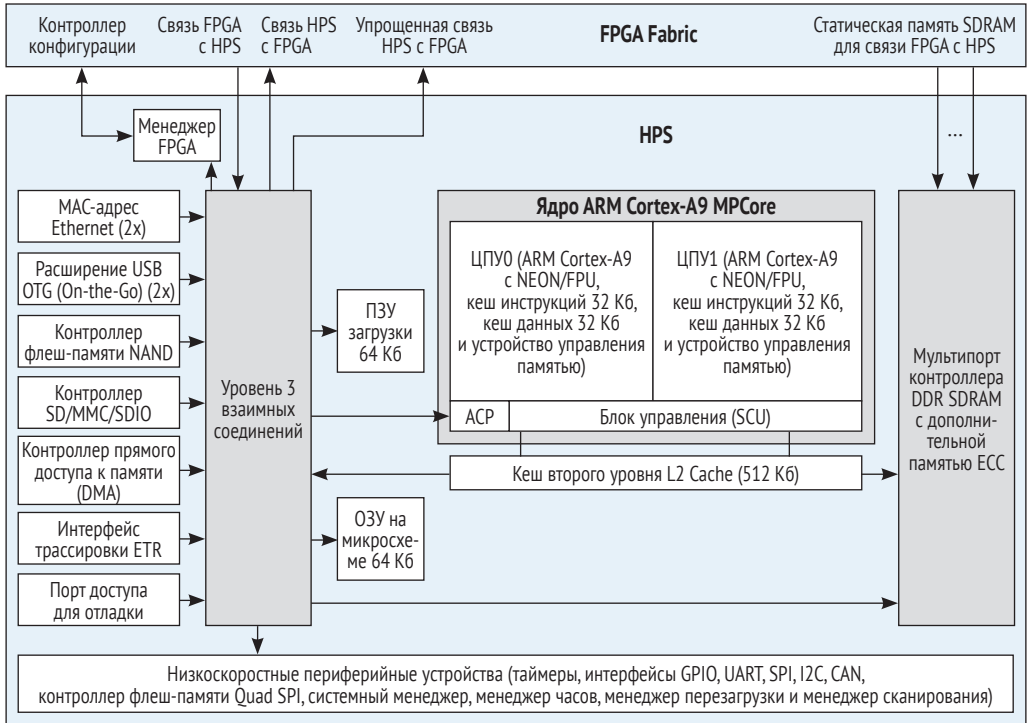 Контроллер
конфигурации
Связь FPGA
с HPS
Связь HPS
с FPGA
Упрощенная связь
HPS с FPGA
FPGA Fabric
Статическая память SDRAM
для связи FPGA с HPS
Менеджер
FPGA
HPS
...
MAC-адрес
Ethernet (2x)
Расширение USB
OTG (On-the-Go) (2x)
Контроллер
флеш-памяти NAND
Контроллер
SD/MMC/SDIO
Контроллер прямого
доступа к памяти
(DMA)
Интерфейс
трассировки ETR
Порт доступа
для отладки
Уровень 3
взаимных
соединений
ПЗУ
загрузки
64 Кб
ОЗУ на
микросхе-
ме 64 Кб
Ядро ARM Cortex-A9 MPCore
ЦПУ0 (ARM Cortex-A9
с NEON/FPU,
кеш инструкций 32 Кб,
кеш данных 32 Кб
и устройство управления
памятью)
ЦПУ1 (ARM Cortex-A9
с NEON/FPU,
кеш инструкций 32 Кб,
кеш данных 32 Кб
и устройство управления
памятью)
ACP
Блок управления (SCU)
Кеш второго уровня L2 Cache (512 Кб)
Мультипорт
контроллера
DDR SDRAM
с дополни-
тельной
памятью ECC
Низкоскоростные периферийные устройства (таймеры, интерфейсы GPIO, UART, SPI, I2C, CAN,
контроллер флеш-памяти Quad SPI, системный менеджер, менеджер часов, менеджер перезагрузки и менеджер сканирования)